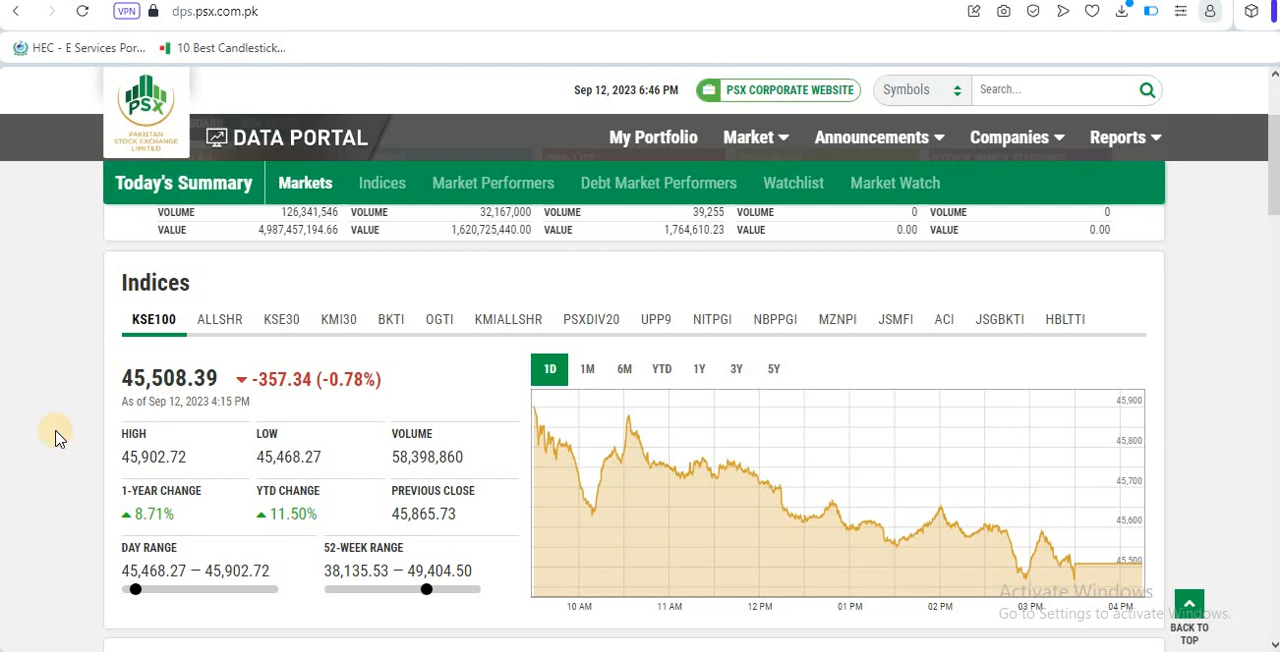 VPN dps.psx.com.pk
HEC - E Services Por... 10 Best Candlestick...
PSX
PAKISTAN
STOCK EXCHANGE
LIMITED
Sep 12, 2023 6:46 PM PSX CORPORATE WEBSITE Symbols Search...
DATA PORTAL My Portfolio Market Announcements Companies Reports
Today's Summary Markets Indices Market Performers Debt Market Performers Watchlist Market Watch
VOLUME 126,341,546 VOLUME 32,167,000 VOLUME 39,255 VOLUME 0 VOLUME 0
VALUE 4,987,457,194.66 VALUE 1,620,725,440.00 VALUE 1,764,610.23 VALUE 0.00 VALUE 0.00
Indices
KSE100 ALLSHR KSE30 KMI30 BKTI OGTI KMIALLSHR PSXDIV20 UPP9 NITPGI NBPPGI MZNPI JSMFI ACI JSGBKTI HBLTTI
45,508.39 -357.34 (-0.78%)
As of Sep 12, 2023 4:15 PM
HIGH LOW VOLUME
45,902.72 45,468.27 58,398,860
1-YEAR CHANGE YTD CHANGE PREVIOUS CLOSE
8.71% 11.50% 45,865.73
DAY RANGE 52-WEEK RANGE
45,468.27 — 45,902.72 38,135.53 — 49,404.50
1D 1M 6M YTD 1Y 3Y 5Y
45,900
45,800
45,700
45,600
45,500
10 AM 11 AM 12 PM 01 PM 02 PM 03 PM 04 PM
Activate Windows
Go to Settings to activate Windows.
BACK TO
TOP